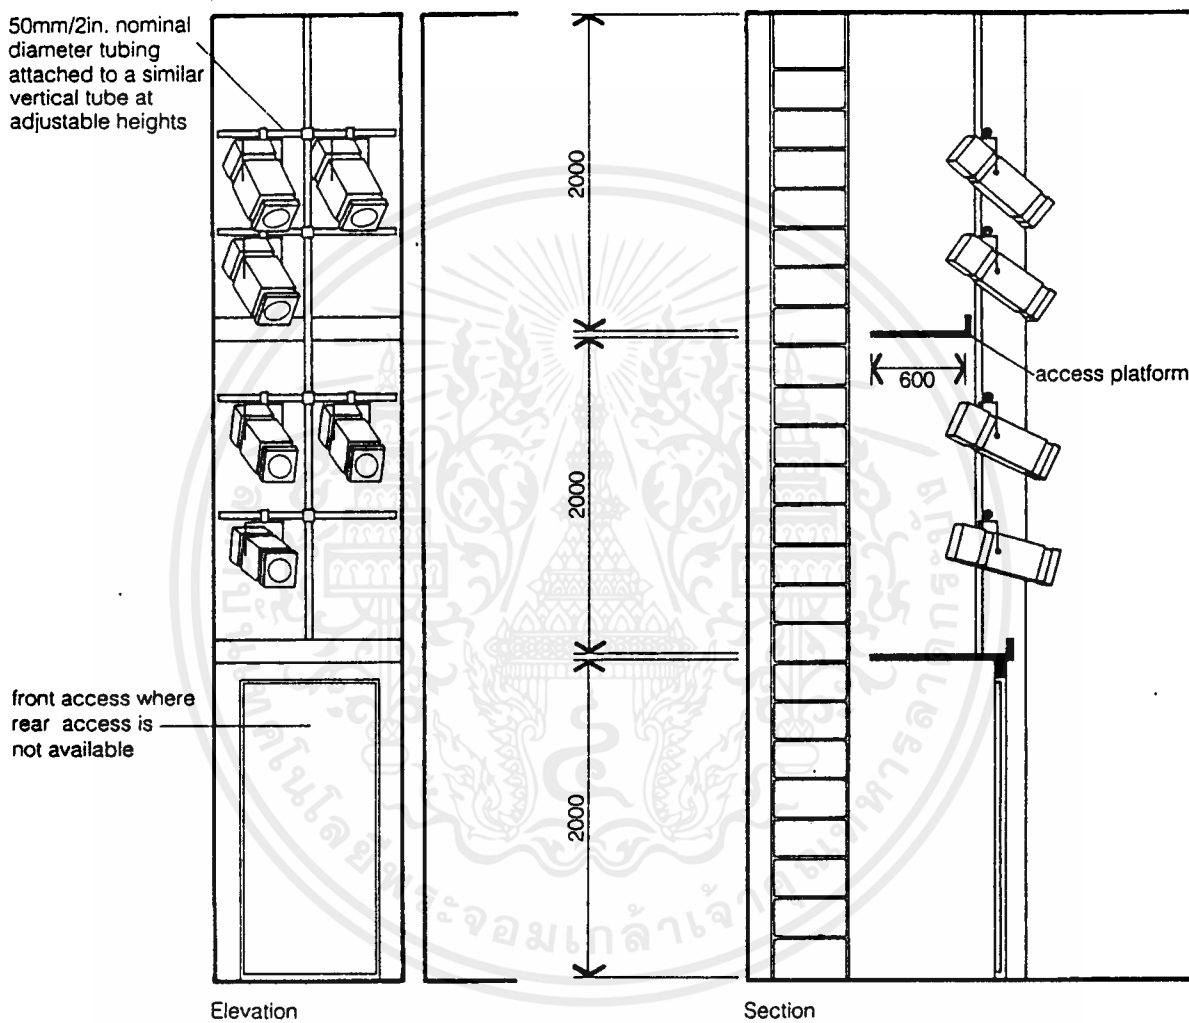 50mm/2in. nominal
diameter tubing
attached to a similar
vertical tube at
adjustable heights
2000
600
access platform
2000
front access where
rear access is
not available
2000
Elevation
Section